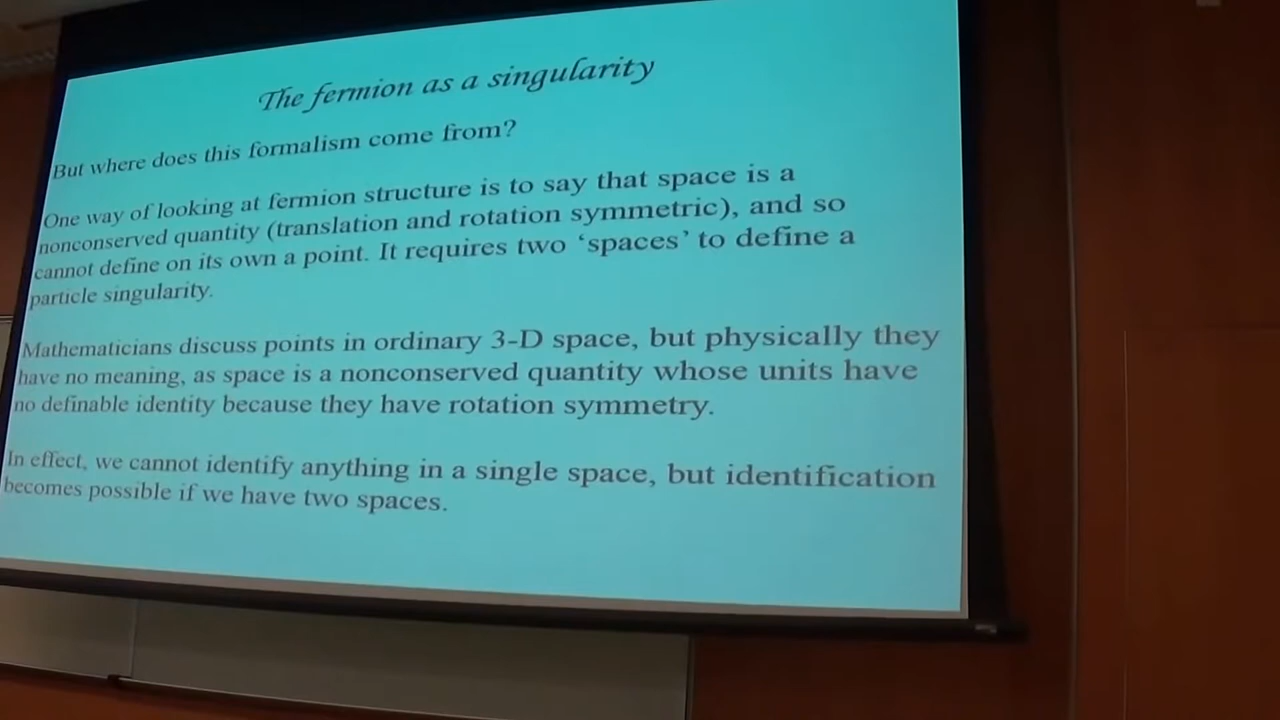 The fermion as a singularity
But where does this formalism come from?
One way of looking at fermion structure is to say that space is a
nonconserved quantity (translation and rotation symmetric), and so
cannot define on its own a point. It requires two ‘spaces’ to define a
particle singularity.
Mathematicians discuss points in ordinary 3-D space, but physically they
have no meaning, as space is a nonconserved quantity whose units have
no definable identity because they have rotation symmetry.
In effect, we cannot identify anything in a single space, but identification
becomes possible if we have two spaces.